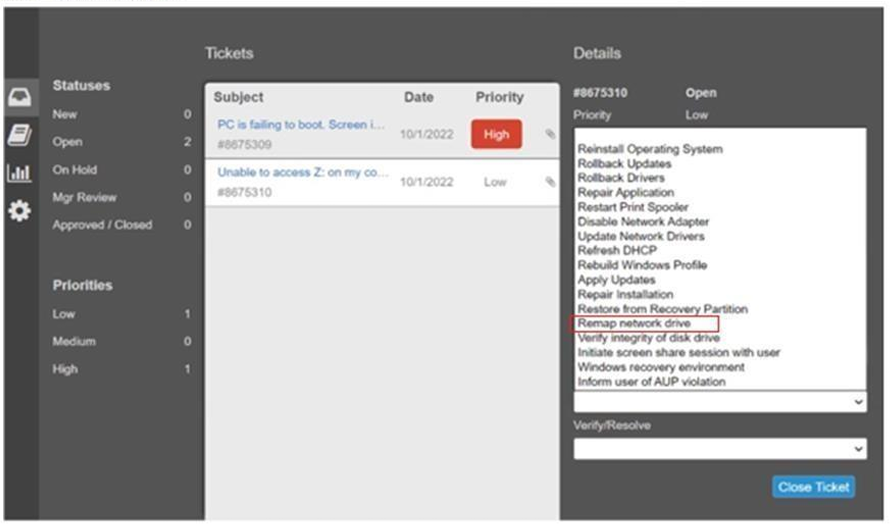 Tickets
Details
Statuses
New 0
Open 2
On Hold 0
Mgr Review 0
Approved / Closed 0
Priorities
Low 1
Medium 0
High 1
Subject Date Priority
PC is failing to boot. Screen i... 10/1/2022 High
#8675309
Unable to access Z: on my co... 10/1/2022 Low
#8675310
#8675310 Open
Priority Low
Reinstall Operating System
Rollback Updates
Rollback Drivers
Repair Application
Restart Print Spooler
Disable Network Adapter
Update Network Drivers
Refresh DHCP
Rebuild Windows Profile
Apply Updates
Repair Installation
Restore from Recovery Partition
Remap network drive
Verify integrity of disk drive
Initiate screen share session with user
Windows recovery environment
Inform user of AUP violation
Verify/Resolve
Close Ticket